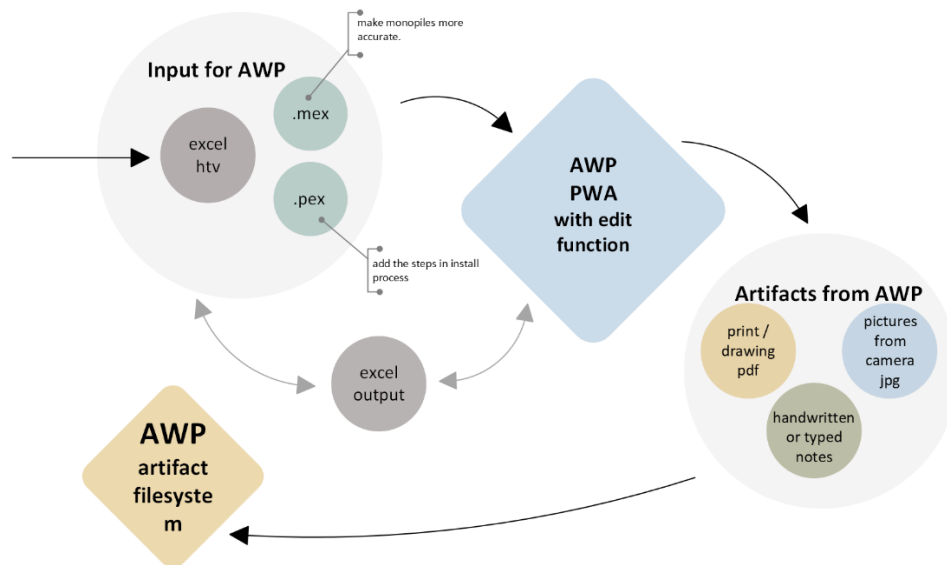 make monopiles more
accurate.
Input for AWP
.mex
excel
htv
.pex
add the steps in install
process
AWP
PWA
with edit
function
Artifacts from AWP
print /
drawing
pdf
pictures
from
camera
jpg
handwritten
or typed
notes
excel
output
AWP
artifact
filesyste
m